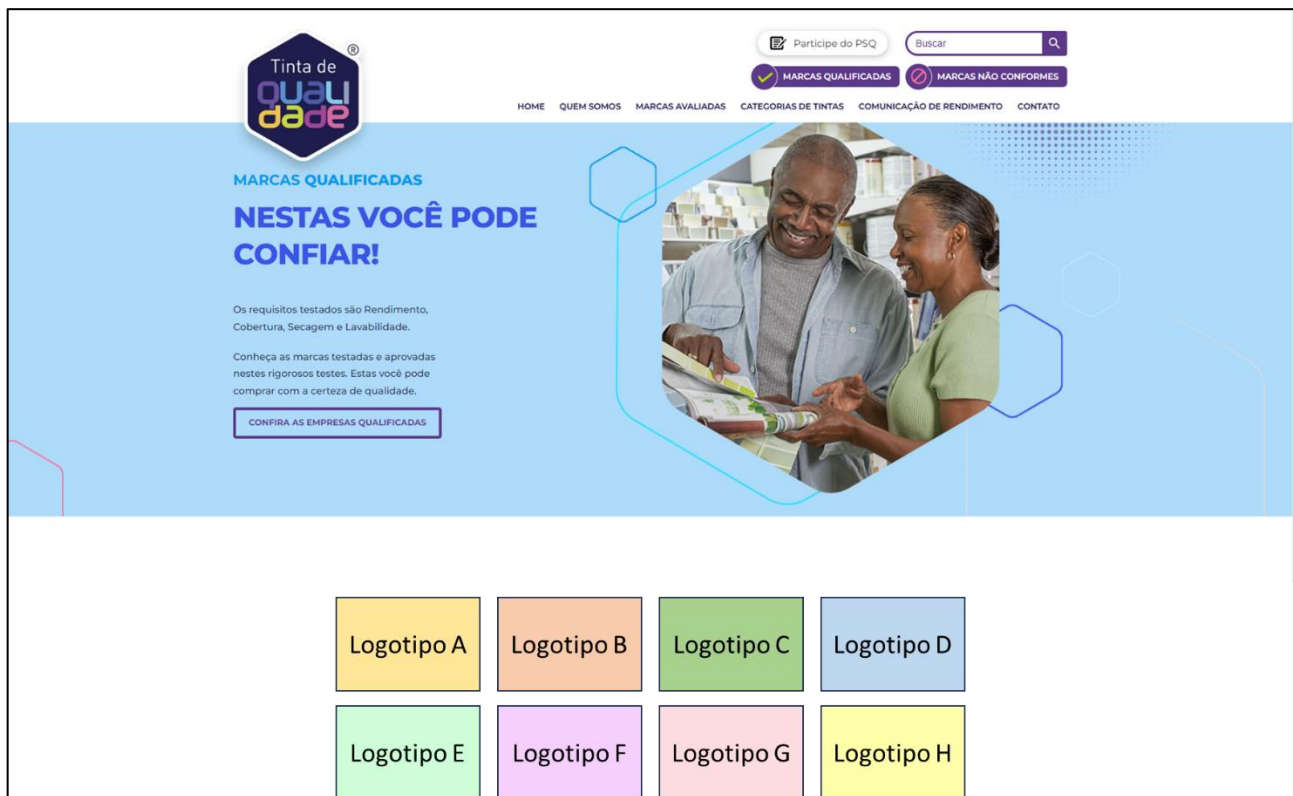 Tinta de
qualidade
®
Participe do PSQ
Buscar
MARCAS QUALIFICADAS
MARCAS NÃO CONFORMES
HOME QUEM SOMOS MARCAS AVALIADAS CATEGORIAS DE TINTAS COMUNICAÇÃO DE RENDIMENTO CONTATO
MARCAS QUALIFICADAS
NESTAS VOCÊ PODE
CONFIAR!
Os requisitos testados são Rendimento,
Cobertura, Secagem e Lavabilidade.
Conheça as marcas testadas e aprovadas
nestes rigorosos testes. Estas você pode
comprar com a certeza de qualidade.
CONFIRA AS EMPRESAS QUALIFICADAS
Logotipo A
Logotipo B
Logotipo C
Logotipo D
Logotipo E
Logotipo F
Logotipo G
Logotipo H